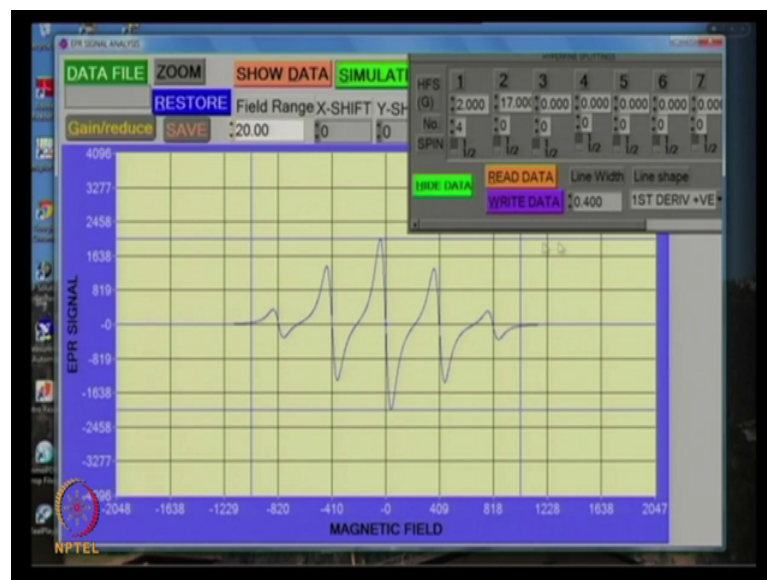 EPR SIGNAL ANALYSIS
DATA FILE ZOOM SHOW DATA SIMULATI
RESTORE Field Range X-SHIFT Y-SH
Gain/reduce SAVE 20.00 0 0
HYPERFINE SPLITTINGS
HFS 1 2 3 4 5 6 7
(G) 2.000 17.000 0.000 0.000 0.000 0.000 0.00
No. 4 0 0 0 0 0 0
SPIN 1/2 1/2 1/2 1/2 1/2 1/2 1/2
HIDE DATA READ DATA Line Width Line shape
WRITE DATA 0.400 1ST DERIV +VE
4096
3277
2458
1638
819
-0
-819
-1638
-2458
-3277
-4096
EPR SIGNAL
-2048 -1638 -1229 -820 -410 -0 409 818 1228 1638 2047
MAGNETIC FIELD
NPTEL